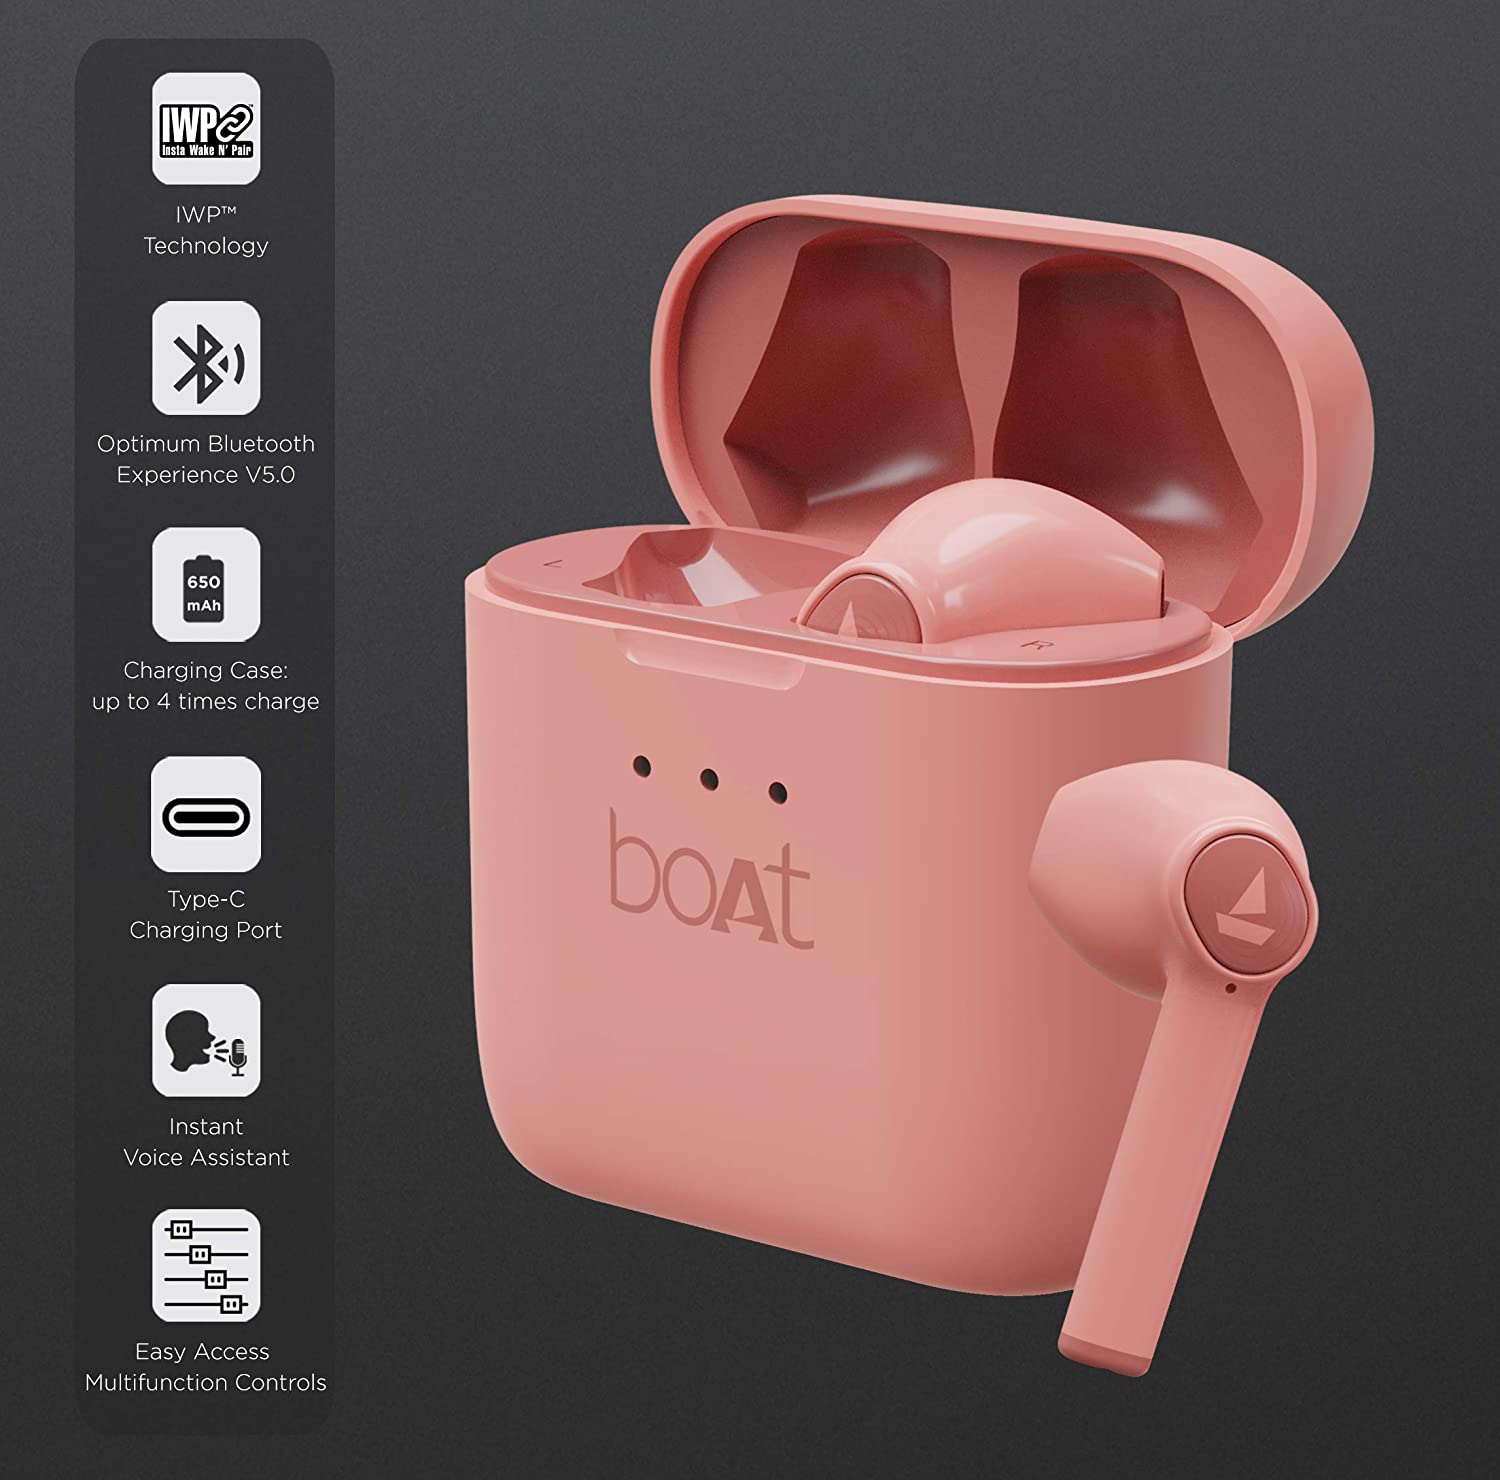 IWP™
Insta Wake N' Pair
IWP™
Technology
Optimum Bluetooth
Experience V5.0
650
mAh
Charging Case:
up to 4 times charge
Type-C
Charging Port
Instant
Voice Assistant
Easy Access
Multifunction Controls
L
R
boAt